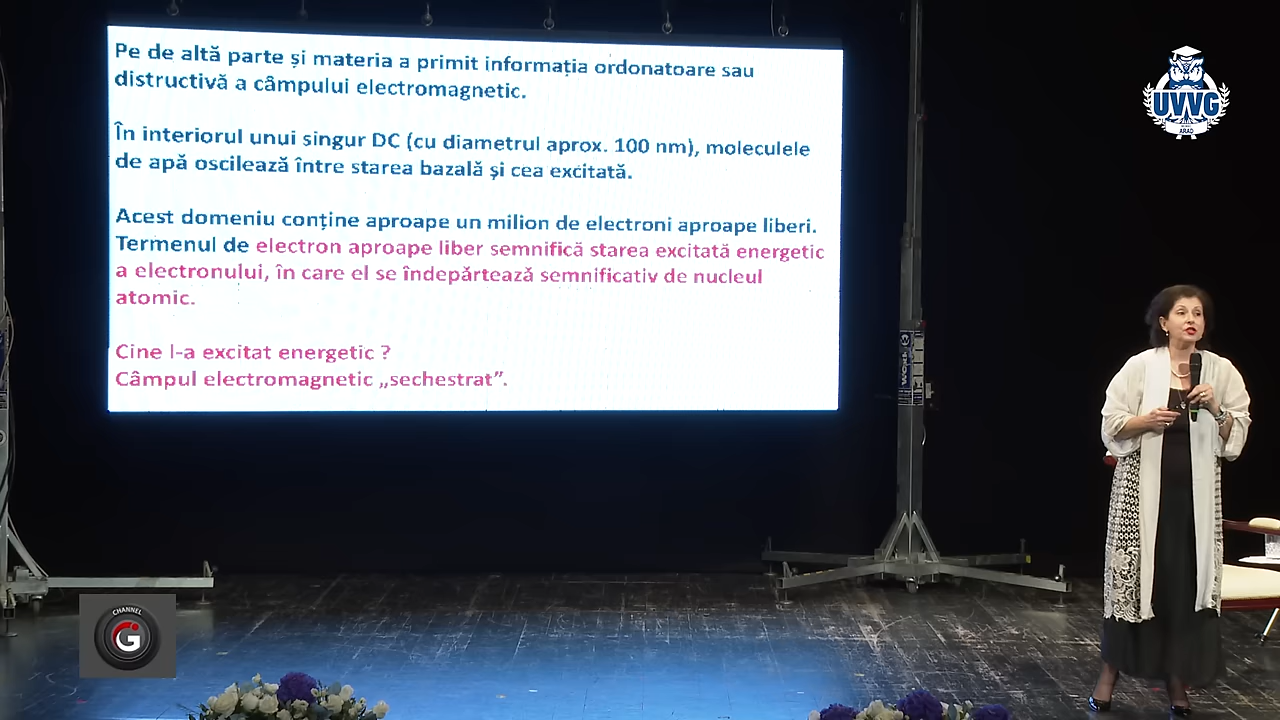 Pe de altă parte și materia a primit informația ordonatoare sau
distructivă a câmpului electromagnetic.
În interiorul unui singur DC (cu diametrul aprox. 100 nm), moleculele
de apă oscilează între starea bazală şi cea excitată.
Acest domeniu conține aproape un milion de electroni aproape liberi.
Termenul de electron aproape liber semnifică starea excitată energetic
a electronului, în care el se îndepărtează semnificativ de nucleul
atomic.
Cine l-a excitat energetic ?
Câmpul electromagnetic „sechestrat”.
UVVG
ARAD
CHANNEL
G